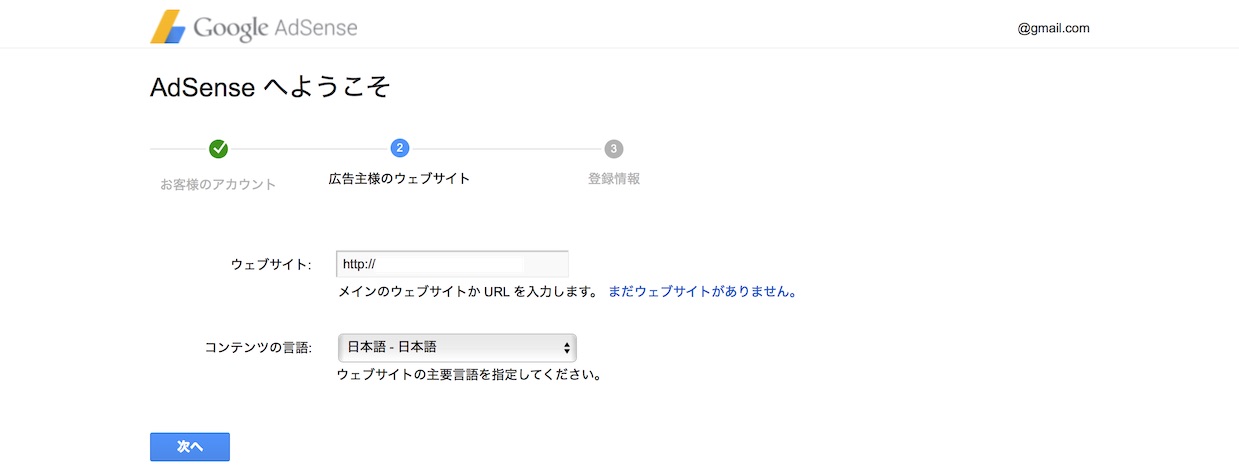 Google AdSense
@gmail.com
AdSense へようこそ
2
3
お客様のアカウント
広告主様のウェブサイト
登録情報
ウェブサイト:
http://
メインのウェブサイトか URL を入力します。 まだウェブサイトがありません。
コンテンツの言語:
日本語 - 日本語
ウェブサイトの主要言語を指定してください。
次へ